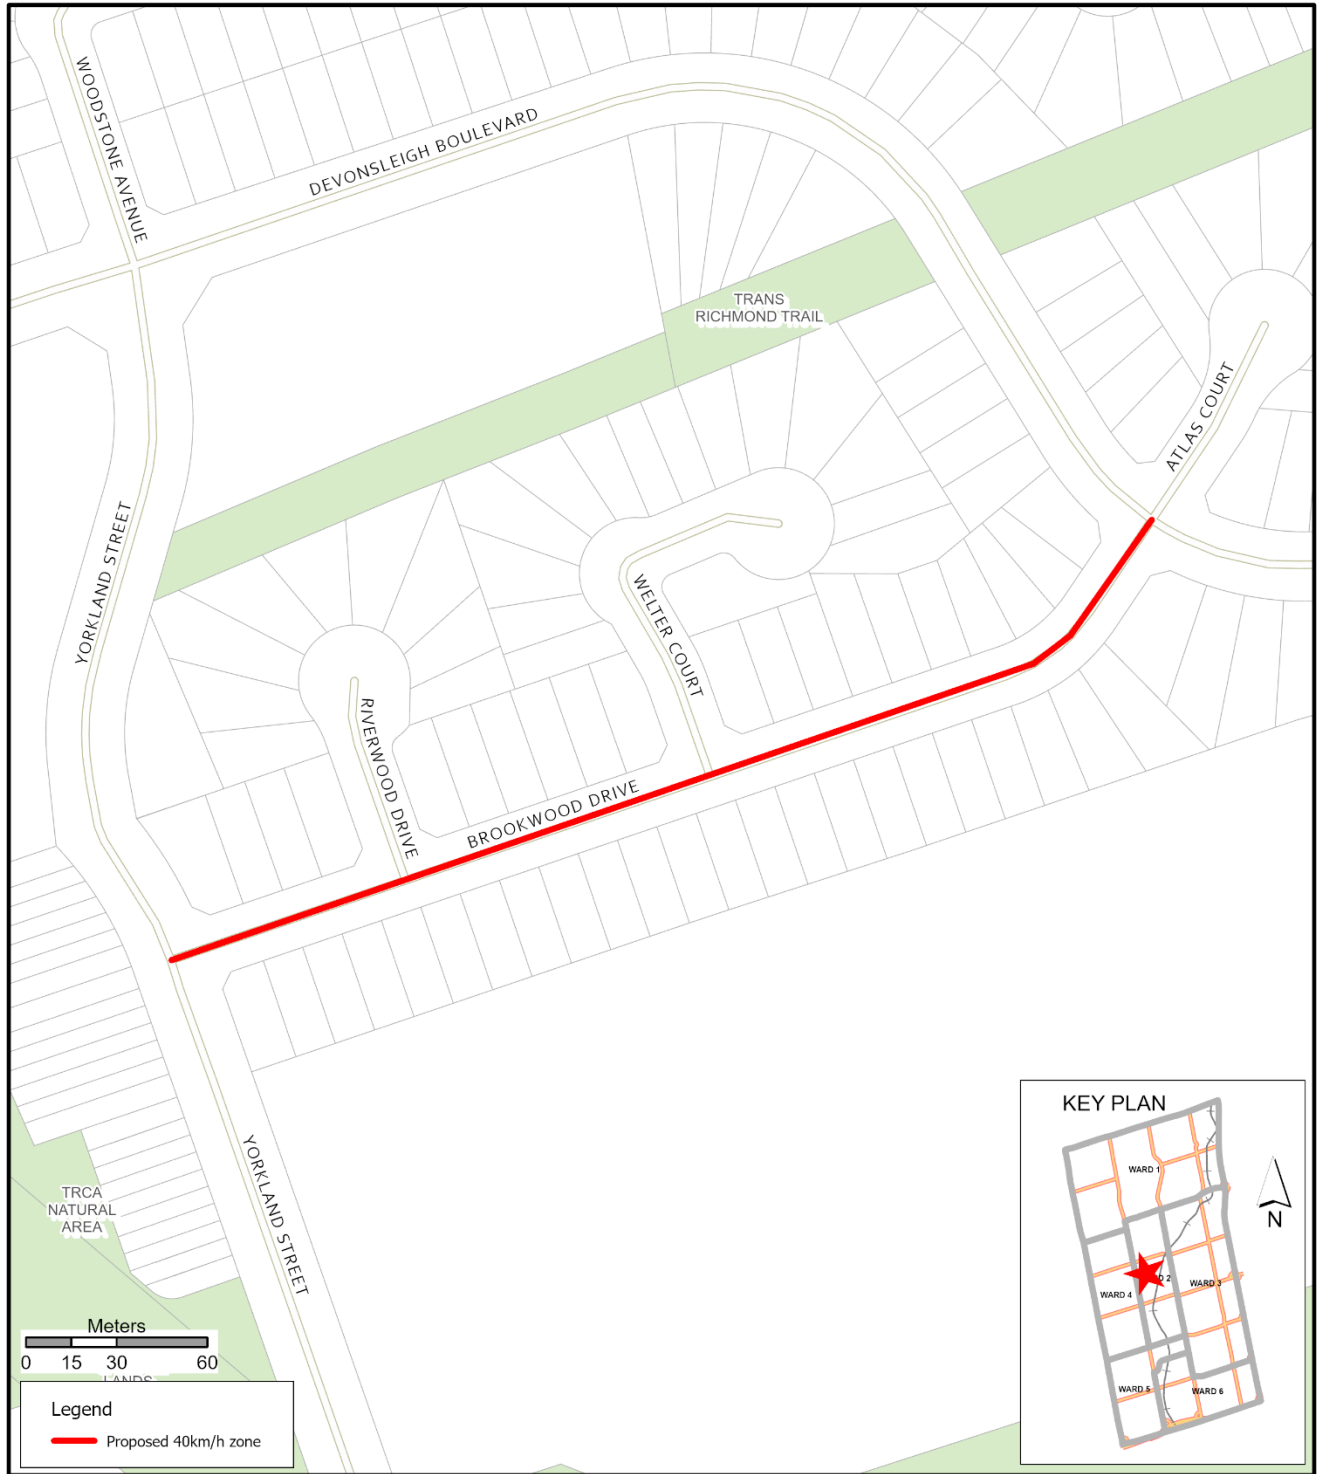 WOODSTONE AVENUE
DEVONSLEIGH BOULEVARD
TRANS
RICHMOND TRAIL
ATLAS COURT
YORKLAND STREET
WELTER COURT
RIVERWOOD DRIVE
BROOKWOOD DRIVE
YORKLAND STREET
TRCA
NATURAL
AREA
LANDS
Meters
0 15 30 60
Legend
Proposed 40km/h zone
KEY PLAN
WARD 1
N
2
WARD 3
WARD 4
WARD 5
WARD 6